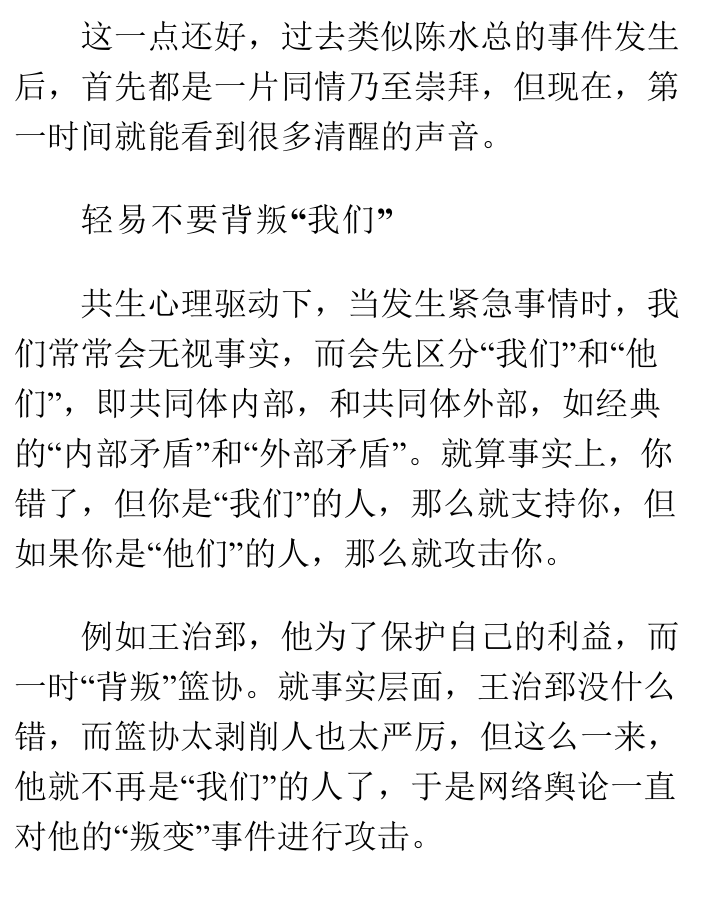 这一点还好，过去类似陈水总的事件发生
后，首先都是一片同情乃至崇拜，但现在，第
一时间就能看到很多清醒的声音。
轻易不要背叛“我们”
共生心理驱动下，当发生紧急事情时，我
们常常会无视事实，而会先区分“我们”和“他
们”，即共同体内部，和共同体外部，如经典
的“内部矛盾”和“外部矛盾”。就算事实上，你
错了，但你是“我们”的人，那么就支持你，但
如果你是“他们”的人，那么就攻击你。
例如王治郅，他为了保护自己的利益，而
一时“背叛”篮协。就事实层面，王治郅没什么
错，而篮协太剥削人也太严厉，但这么一来，
他就不再是“我们”的人了，于是网络舆论一直
对他的“叛变”事件进行攻击。